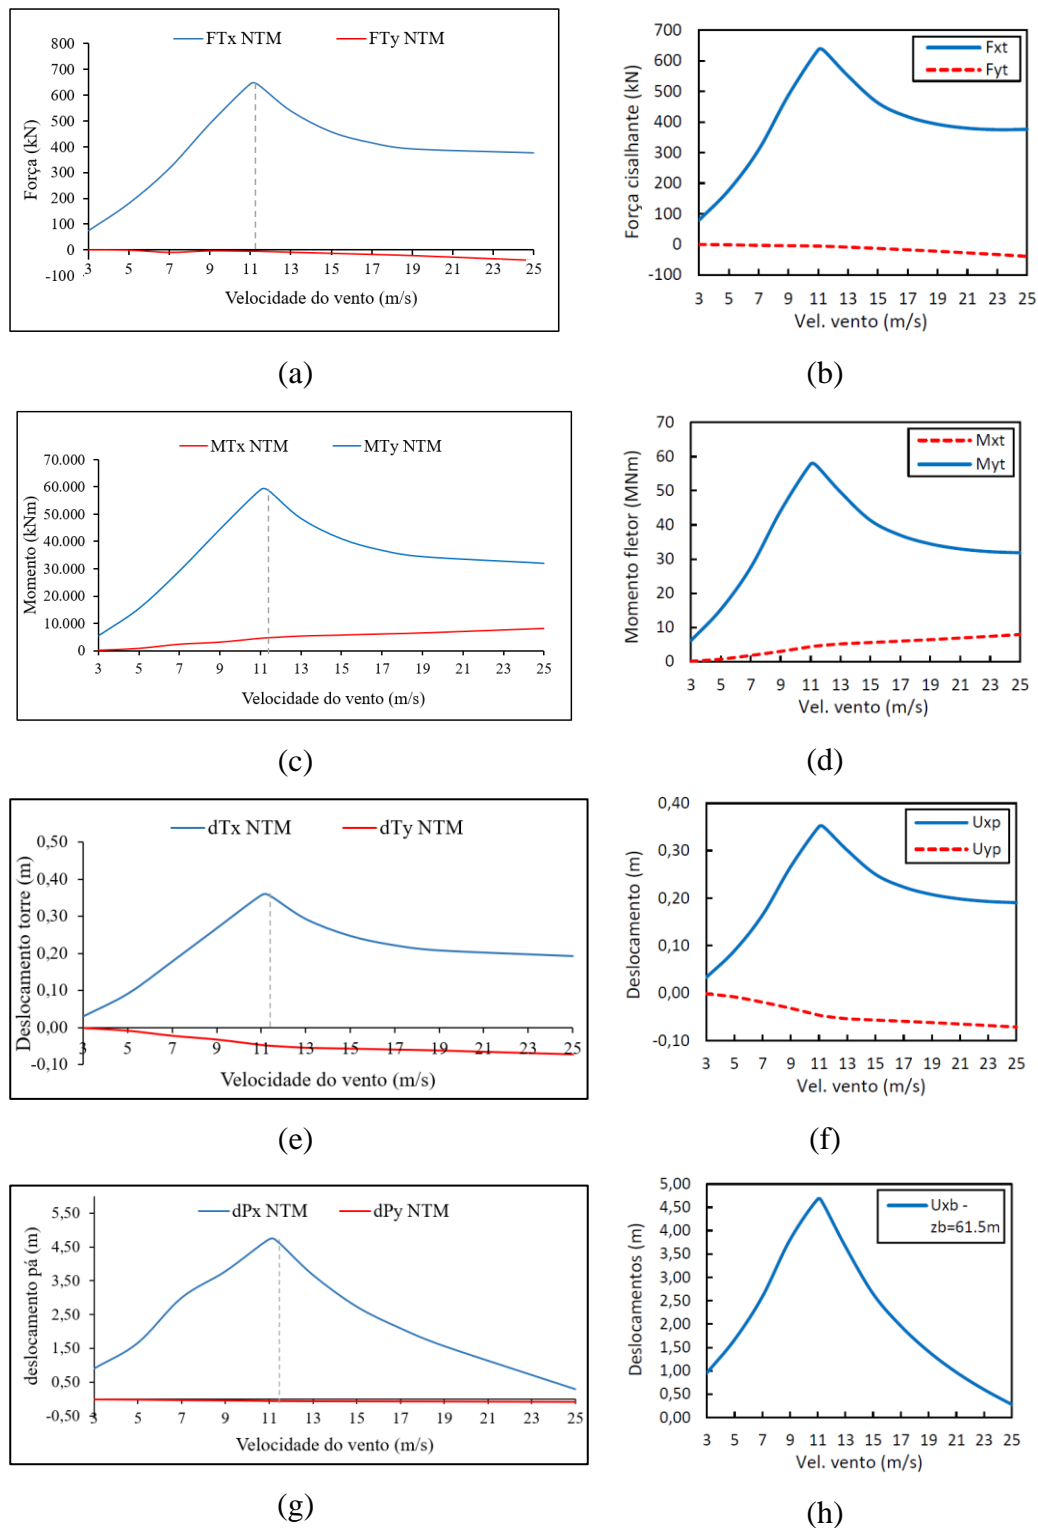 FTx NTM FTy NTM
800
700
600
500
400
300
200
100
0
-100
Força (kN)
3 5 7 9 11 13 15 17 19 21 23 25
Velocidade do vento (m/s)
(a)
Fxt
Fyt
700
600
500
400
300
200
100
0
-100
Força cisalhante (kN)
3 5 7 9 11 13 15 17 19 21 23 25
Vel. vento (m/s)
(b)
MTx NTM MTy NTM
70.000
60.000
50.000
40.000
30.000
20.000
10.000
0
Momento (kNm)
3 5 7 9 11 13 15 17 19 21 23 25
Velocidade do vento (m/s)
(c)
Mxt
Myt
70
60
50
40
30
20
10
0
Momento fletor (MNm)
3 5 7 9 11 13 15 17 19 21 23 25
Vel. vento (m/s)
(d)
dTx NTM dTy NTM
0,50
0,40
0,30
0,20
0,10
0,00
-0,10
Deslocamento torre (m)
3 5 7 9 11 13 15 17 19 21 23 25
Velocidade do vento (m/s)
(e)
Uxp
Uyp
0,40
0,30
0,20
0,10
0,00
-0,10
Deslocamento (m)
3 5 7 9 11 13 15 17 19 21 23 25
Vel. vento (m/s)
(f)
dPx NTM dPy NTM
5,50
4,50
3,50
2,50
1,50
0,50
-0,50
deslocamento pá (m)
3 5 7 9 11 13 15 17 19 21 23 25
Velocidade do vento (m/s)
(g)
Uxb -
zb=61.5m
5,00
4,50
4,00
3,50
3,00
2,50
2,00
1,50
1,00
0,50
0,00
Deslocamentos (m)
3 5 7 9 11 13 15 17 19 21 23 25
Vel. vento (m/s)
(h)